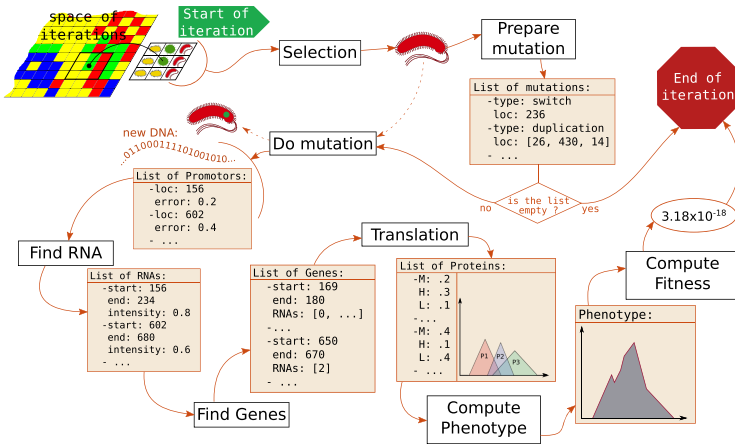 space of
iterations
Start of
iteration
Selection
Prepare
mutation
End of
iteration
List of mutations:
-type: switch
loc: 236
-type: duplication
loc: [26, 430, 14]
- ...
is the list
empty ?
no
yes
Do mutation
new DNA:
...011000111101001010...
List of Promotors:
-loc: 156
error: 0.2
-loc: 602
error: 0.4
- ...
Find RNA
List of RNAs:
-start: 156
end: 234
intensity: 0.8
-start: 602
end: 680
intensity: 0.6
- ...
Find Genes
List of Genes:
-start: 169
end: 180
RNAs: [0, ...]
-...
-start: 650
end: 670
RNAs: [2]
- ...
Translation
List of Proteins:
-M: .2
H: .3
L: .1
-...
-M: .4
H: .1
L: .4
- ...
P1
P2
P3
Compute
Phenotype
Phenotype:
Compute
Fitness
3.18x10⁻¹⁸